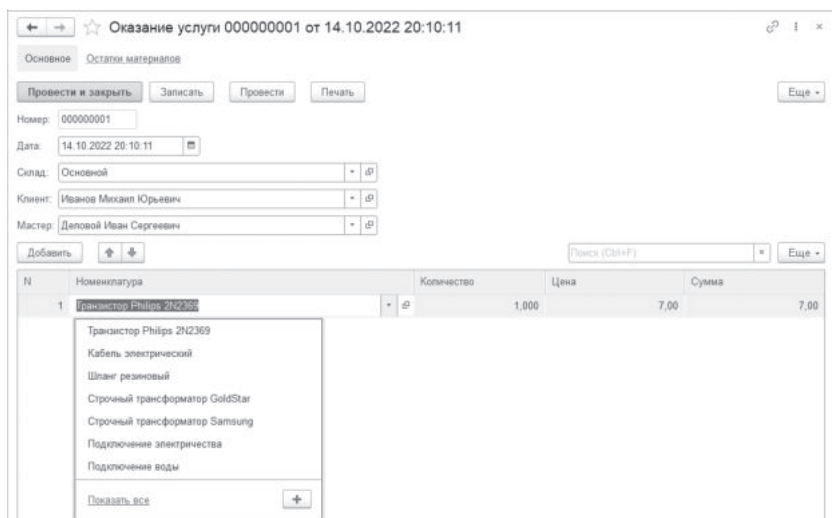 Оказание услуги 000000001 от 14.10.2022 20:10:11
Основное Остатки материалов
Провести и закрыть Записать Провести Печать Еще
Номер: 000000001
Дата: 14.10.2022 20:10:11
Склад: Основной
Клиент: Иванов Михаил Юрьевич
Мастер: Деловой Иван Сергеевич
Добавить Поиск (Ctrl+F) Еще
N Номенклатура Количество Цена Сумма
1 Транзистор Philips 2N2369 1,000 7,00 7,00
Транзистор Philips 2N2369
Кабель электрический
Шланг резиновый
Строчный трансформатор GoldStar
Строчный трансформатор Samsung
Подключение электричества
Подключение воды
Показать все